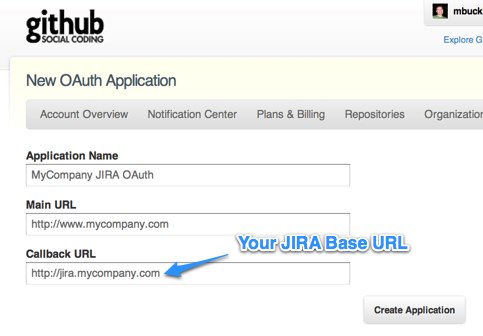 github
SOCIAL CODING
mbuck
Explore G
New OAuth Application
Account Overview Notification Center Plans & Billing Repositories Organization
Application Name
MyCompany JIRA OAuth
Main URL
http://www.mycompany.com
Your JIRA Base URL
Callback URL
http://jira.mycompany.com
Create Application